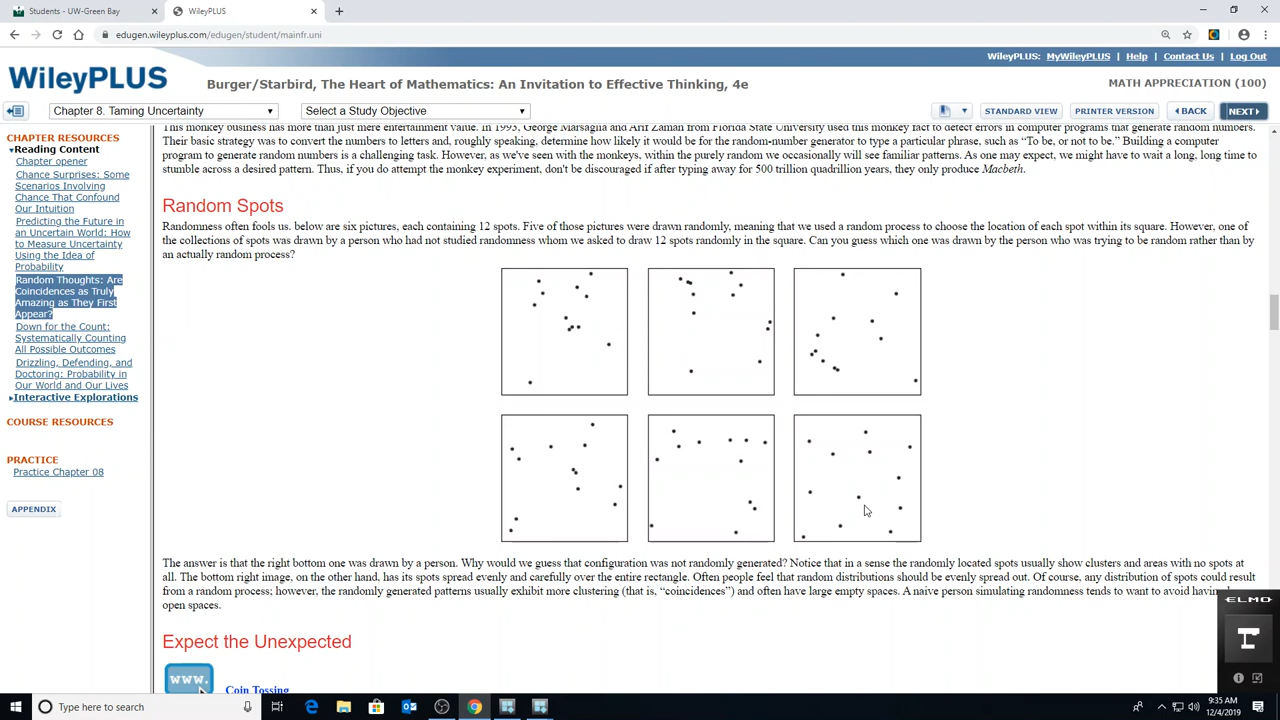 Students - UW-Green Bay
WileyPLUS
edugen.wileyplus.com/edugen/student/mainfr.uni
WileyPLUS: MyWileyPLUS | Help | Contact Us | Log Out
WileyPLUS
Burger/Starbird, The Heart of Mathematics: An Invitation to Effective Thinking, 4e
MATH APPRECIATION (100)
Chapter 8. Taming Uncertainty
Select a Study Objective
STANDARD VIEW
PRINTER VERSION
BACK
NEXT
CHAPTER RESOURCES
Reading Content
Chapter opener
Chance Surprises: Some
Scenarios Involving
Chance That Confound
Our Intuition
Predicting the Future in
an Uncertain World: How
to Measure Uncertainty
Using the Idea of
Probability
Random Thoughts: Are
Coincidences as Truly
Amazing as They First
Appear?
Down for the Count:
Systematically Counting
All Possible Outcomes
Drizzling, Defending, and
Doctoring: Probability in
Our World and Our Lives
Interactive Explorations
COURSE RESOURCES
PRACTICE
Practice Chapter 08
APPENDIX
This monkey business has more than just mere entertainment value. In 1993, George Marsaglia and Arif Zaman from Florida State University used this monkey fact to detect errors in computer programs that generate random numbers.
Their basic strategy was to convert the numbers to letters and, roughly speaking, determine how likely it would be for the random-number generator to type a particular phrase, such as “To be, or not to be.” Building a computer
program to generate random numbers is a challenging task. However, as we've seen with the monkeys, within the purely random we occasionally will see familiar patterns. As one may expect, we might have to wait a long, long time to
stumble across a desired pattern. Thus, if you do attempt the monkey experiment, don't be discouraged if after typing away for 500 trillion quadrillion years, they only produce Macbeth.
Random Spots
Randomness often fools us. below are six pictures, each containing 12 spots. Five of those pictures were drawn randomly, meaning that we used a random process to choose the location of each spot within its square. However, one of
the collections of spots was drawn by a person who had not studied randomness whom we asked to draw 12 spots randomly in the square. Can you guess which one was drawn by the person who was trying to be random rather than by
an actually random process?
The answer is that the right bottom one was drawn by a person. Why would we guess that configuration was not randomly generated? Notice that in a sense the randomly located spots usually show clusters and areas with no spots at
all. The bottom right image, on the other hand, has its spots spread evenly and carefully over the entire rectangle. Often people feel that random distributions should be evenly spread out. Of course, any distribution of spots could result
from a random process; however, the randomly generated patterns usually exhibit more clustering (that is, “coincidences”) and often have large empty spaces. A naive person simulating randomness tends to want to avoid
open spaces.
Expect the Unexpected
www.
Coin Tossing
ELMO
Type here to search
9:35 AM
12/4/2019